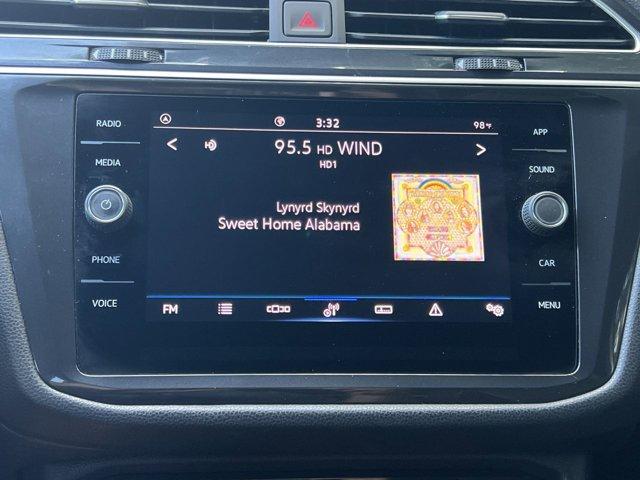 RADIO
MEDIA
PHONE
VOICE
3:32
98°F
95.5 HD WIND
HD1
Lynyrd Skynyrd
Sweet Home Alabama
FM
APP
SOUND
CAR
MENU